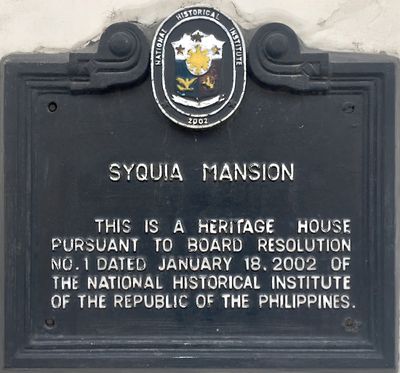 NATIONAL HISTORICAL INSTITUTE
2002
SYQUIA MANSION
THIS IS A HERITAGE HOUSE
PURSUANT TO BOARD RESOLUTION
NO.1 DATED JANUARY 18, 2002 OF
THE NATIONAL HISTORICAL INSTITUTE
OF THE REPUBLIC OF THE PHILIPPINES.